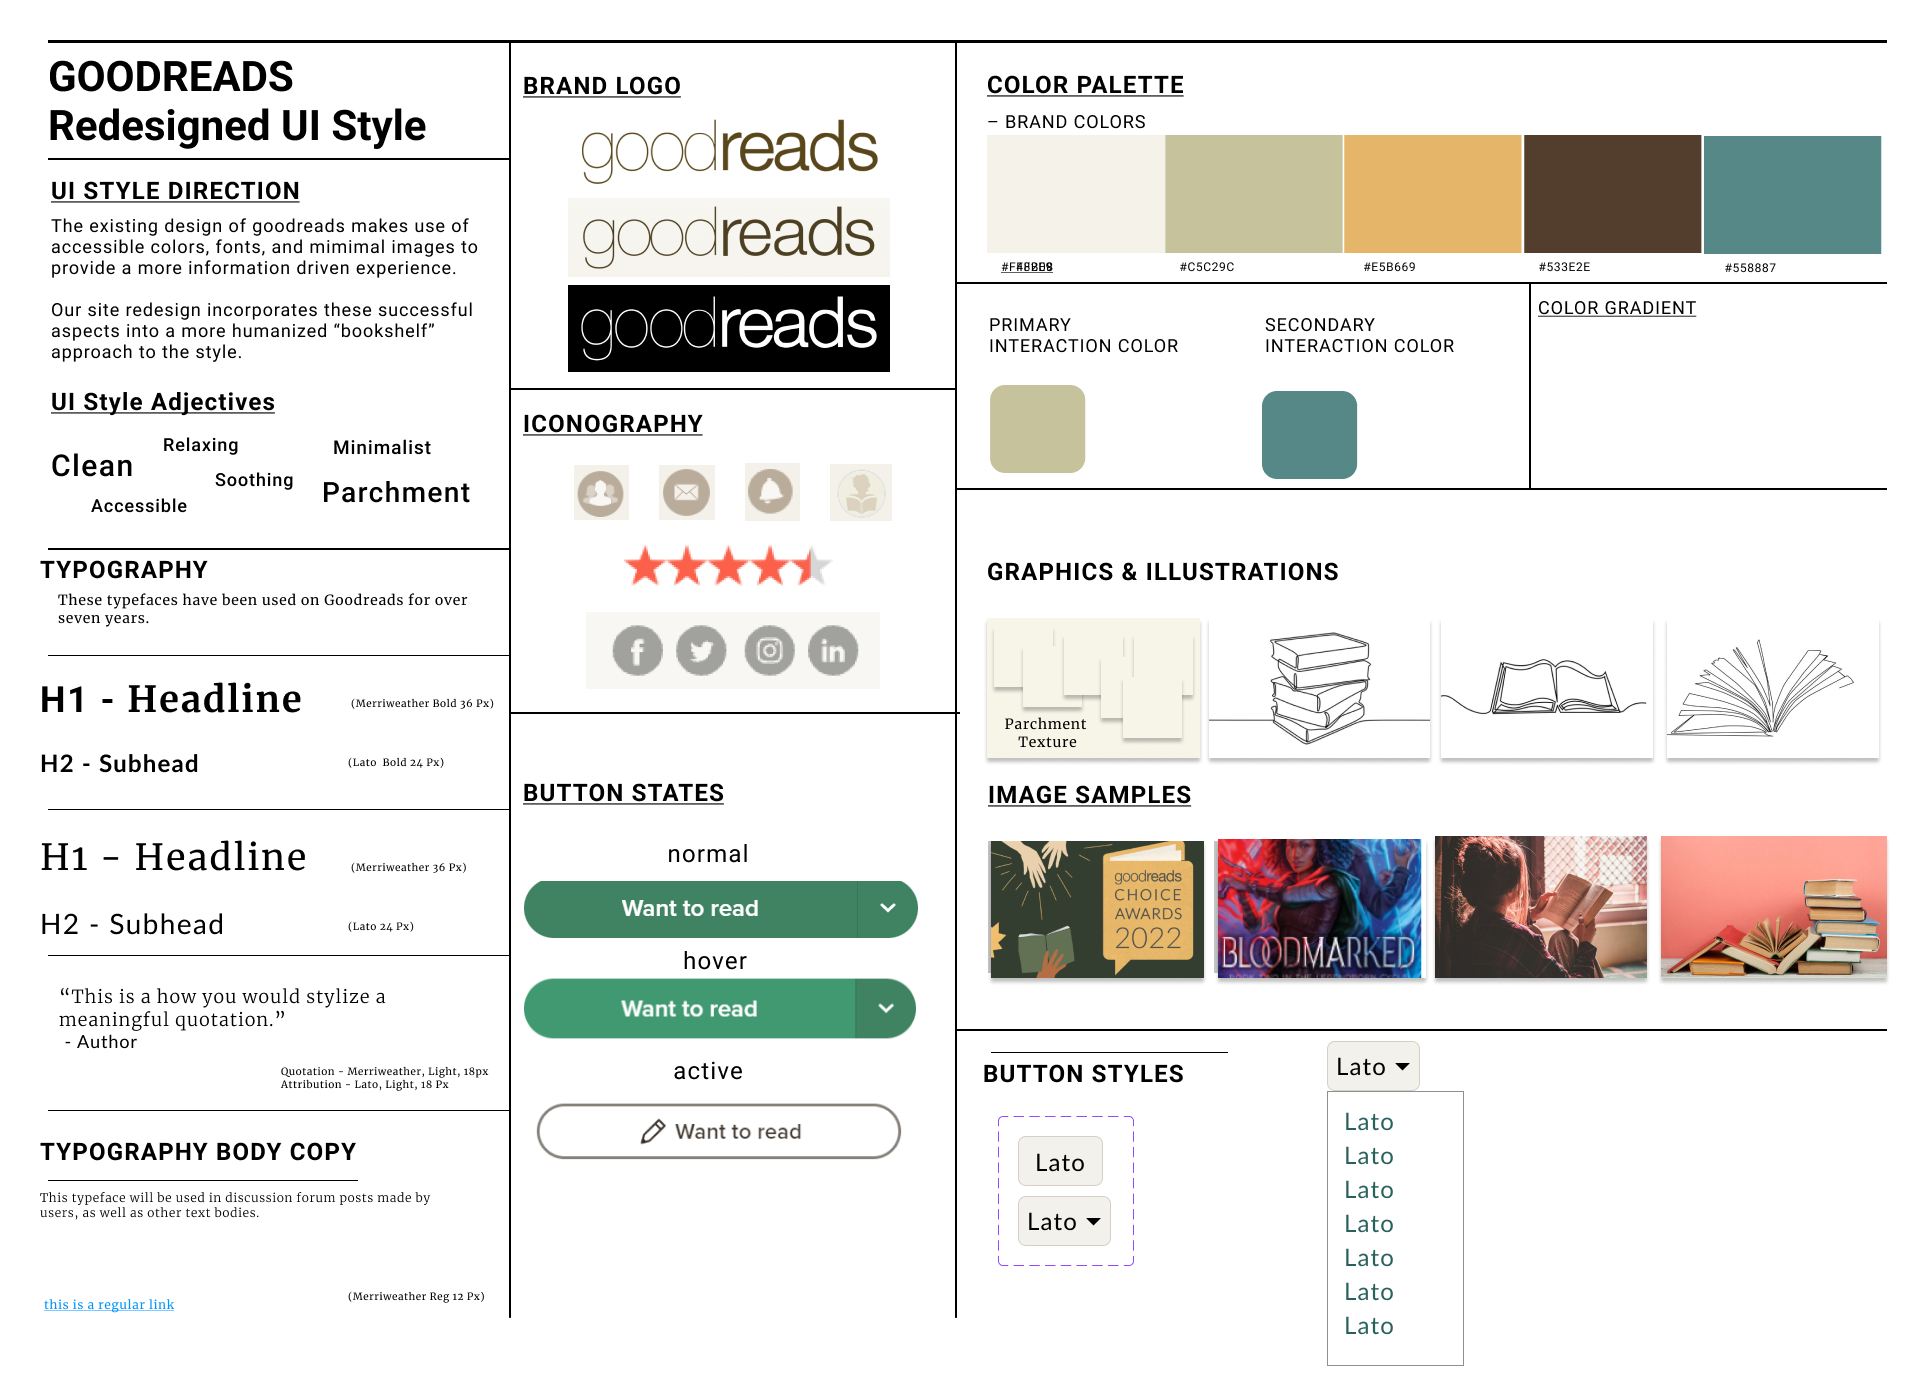 GOODREADS
Redesigned UI Style
UI STYLE DIRECTION
The existing design of goodreads makes use of
accessible colors, fonts, and mimimal images to
provide a more information driven experience.
Our site redesign incorporates these successful
aspects into a more humanized “bookshelf”
approach to the style.
UI Style Adjectives
Relaxing
Minimalist
Clean
Soothing
Parchment
Accessible
TYPOGRAPHY
These typefaces have been used on Goodreads for over
seven years.
H1 - Headline (Merriweather Bold 36 Px)
H2 - Subhead (Lato Bold 24 Px)
H1 - Headline (Merriweather 36 Px)
H2 - Subhead (Lato 24 Px)
“This is a how you would stylize a
meaningful quotation.”
- Author
Quotation - Merriweather, Light, 18px
Attribution - Lato, Light, 18 Px
TYPOGRAPHY BODY COPY
This typeface will be used in discussion forum posts made by
users, as well as other text bodies.
this is a regular link
(Merriweather Reg 12 Px)
BRAND LOGO
goodreads
goodreads
goodreads
ICONOGRAPHY
f
in
BUTTON STATES
normal
Want to read
hover
Want to read
active
Want to read
COLOR PALETTE
– BRAND COLORS
#C5C29C
#E5B669
#533E2E
#558887
PRIMARY
INTERACTION COLOR
SECONDARY
INTERACTION COLOR
COLOR GRADIENT
GRAPHICS & ILLUSTRATIONS
Parchment
Texture
IMAGE SAMPLES
goodreads
CHOICE
AWARDS
2022
BLOODMARKED
BUTTON STYLES
Lato
Lato
Lato
Lato
Lato
Lato
Lato
Lato
Lato
Lato